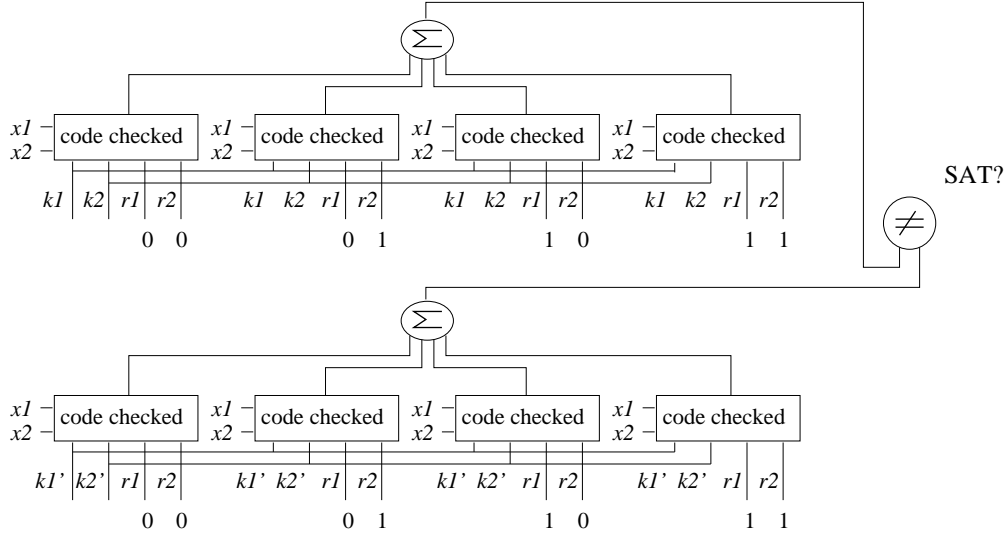 Σ
x1 code checked x1 code checked x1 code checked x1 code checked
x2 x2 x2 x2
SAT?
k1 k2 r1 r2 k1 k2 r1 r2 k1 k2 r1 r2 k1 k2 r1 r2
≠
0 0 0 1 1 0 1 1
Σ
x1 code checked x1 code checked x1 code checked x1 code checked
x2 x2 x2 x2
k1’ k2’ r1 r2 k1’ k2’ r1 r2 k1’ k2’ r1 r2 k1’ k2’ r1 r2
0 0 0 1 1 0 1 1